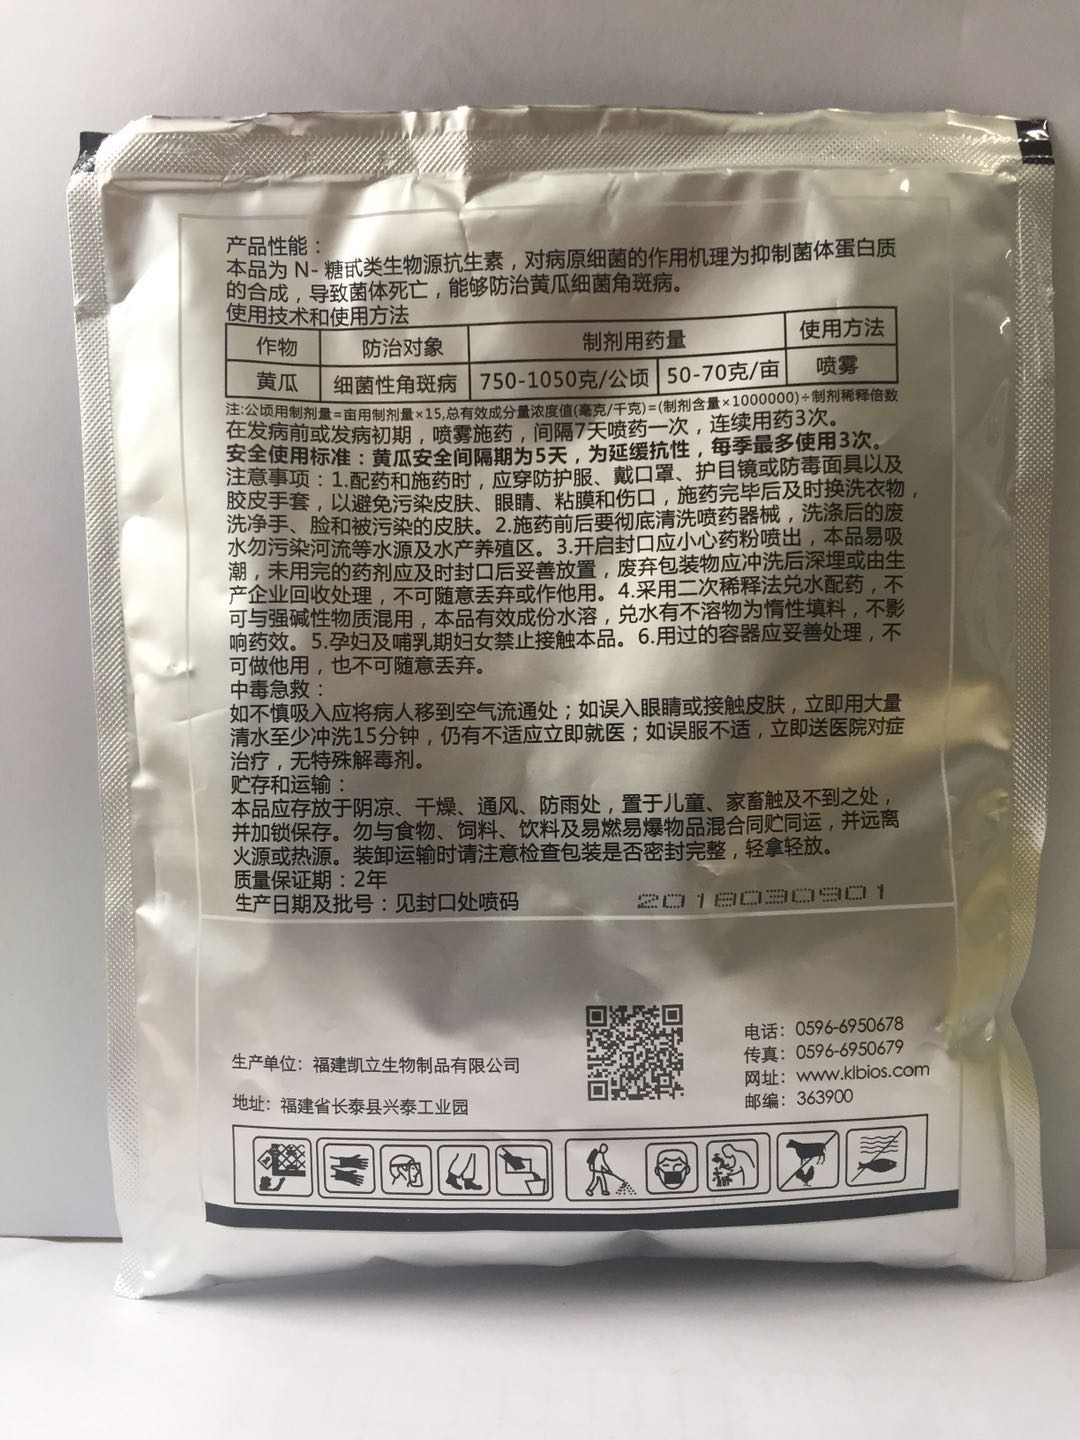 产品性能：
本品为 N- 糖甙类生物源抗生素，对病原细菌的作用机理为抑制菌体蛋白质
的合成，导致菌体死亡，能够防治黄瓜细菌角斑病。
使用技术和使用方法
作物 防治对象 制剂用药量 使用方法
黄瓜 细菌性角斑病 750-1050克/公顷 50-70克/亩 喷雾
注:公顷用制剂量=亩用制剂量×15,总有效成分量浓度值(毫克/千克)=(制剂含量×1000000)÷制剂稀释倍数
在发病前或发病初期，喷雾施药，间隔7天喷药一次，连续用药3次。
安全使用标准：黄瓜安全间隔期为5天，为延缓抗性，每季最多使用3次。
注意事项：1.配药和施药时，应穿防护服、戴口罩、护目镜或防毒面具以及
胶皮手套，以避免污染皮肤、眼睛、粘膜和伤口，施药完毕后及时换洗衣物，
洗净手、脸和被污染的皮肤。2.施药前后要彻底清洗喷药器械，洗涤后的废
水勿污染河流等水源及水产养殖区。3.开启封口应小心药粉喷出，本品易吸
潮，未用完的药剂应及时封口后妥善放置，废弃包装物应冲洗后深埋或由生
产企业回收处理，不可随意丢弃或作他用。4.采用二次稀释法兑水配药，不
可与强碱性物质混用，本品有效成份水溶，兑水有不溶物为惰性填料，不影
响药效。5.孕妇及哺乳期妇女禁止接触本品。6.用过的容器应妥善处理，不
可做他用，也不可随意丢弃。
中毒急救：
如不慎吸入应将病人移到空气流通处；如误入眼睛或接触皮肤，立即用大量
清水至少冲洗15分钟，仍有不适应立即就医；如误服不适，立即送医院对症
治疗，无特殊解毒剂。
贮存和运输：
本品应存放于阴凉、干燥、通风、防雨处，置于儿童、家畜触及不到之处，
并加锁保存。勿与食物、饲料、饮料及易燃易爆物品混合同贮同运，并远离
火源或热源。装卸运输时请注意检查包装是否密封完整，轻拿轻放。
质量保证期：2年
生产日期及批号：见封口处喷码 2018030901
生产单位：福建凯立生物制品有限公司
地址：福建省长泰县兴泰工业园
电话：0596-6950678
传真：0596-6950679
网址：www.klbios.com
邮编：363900